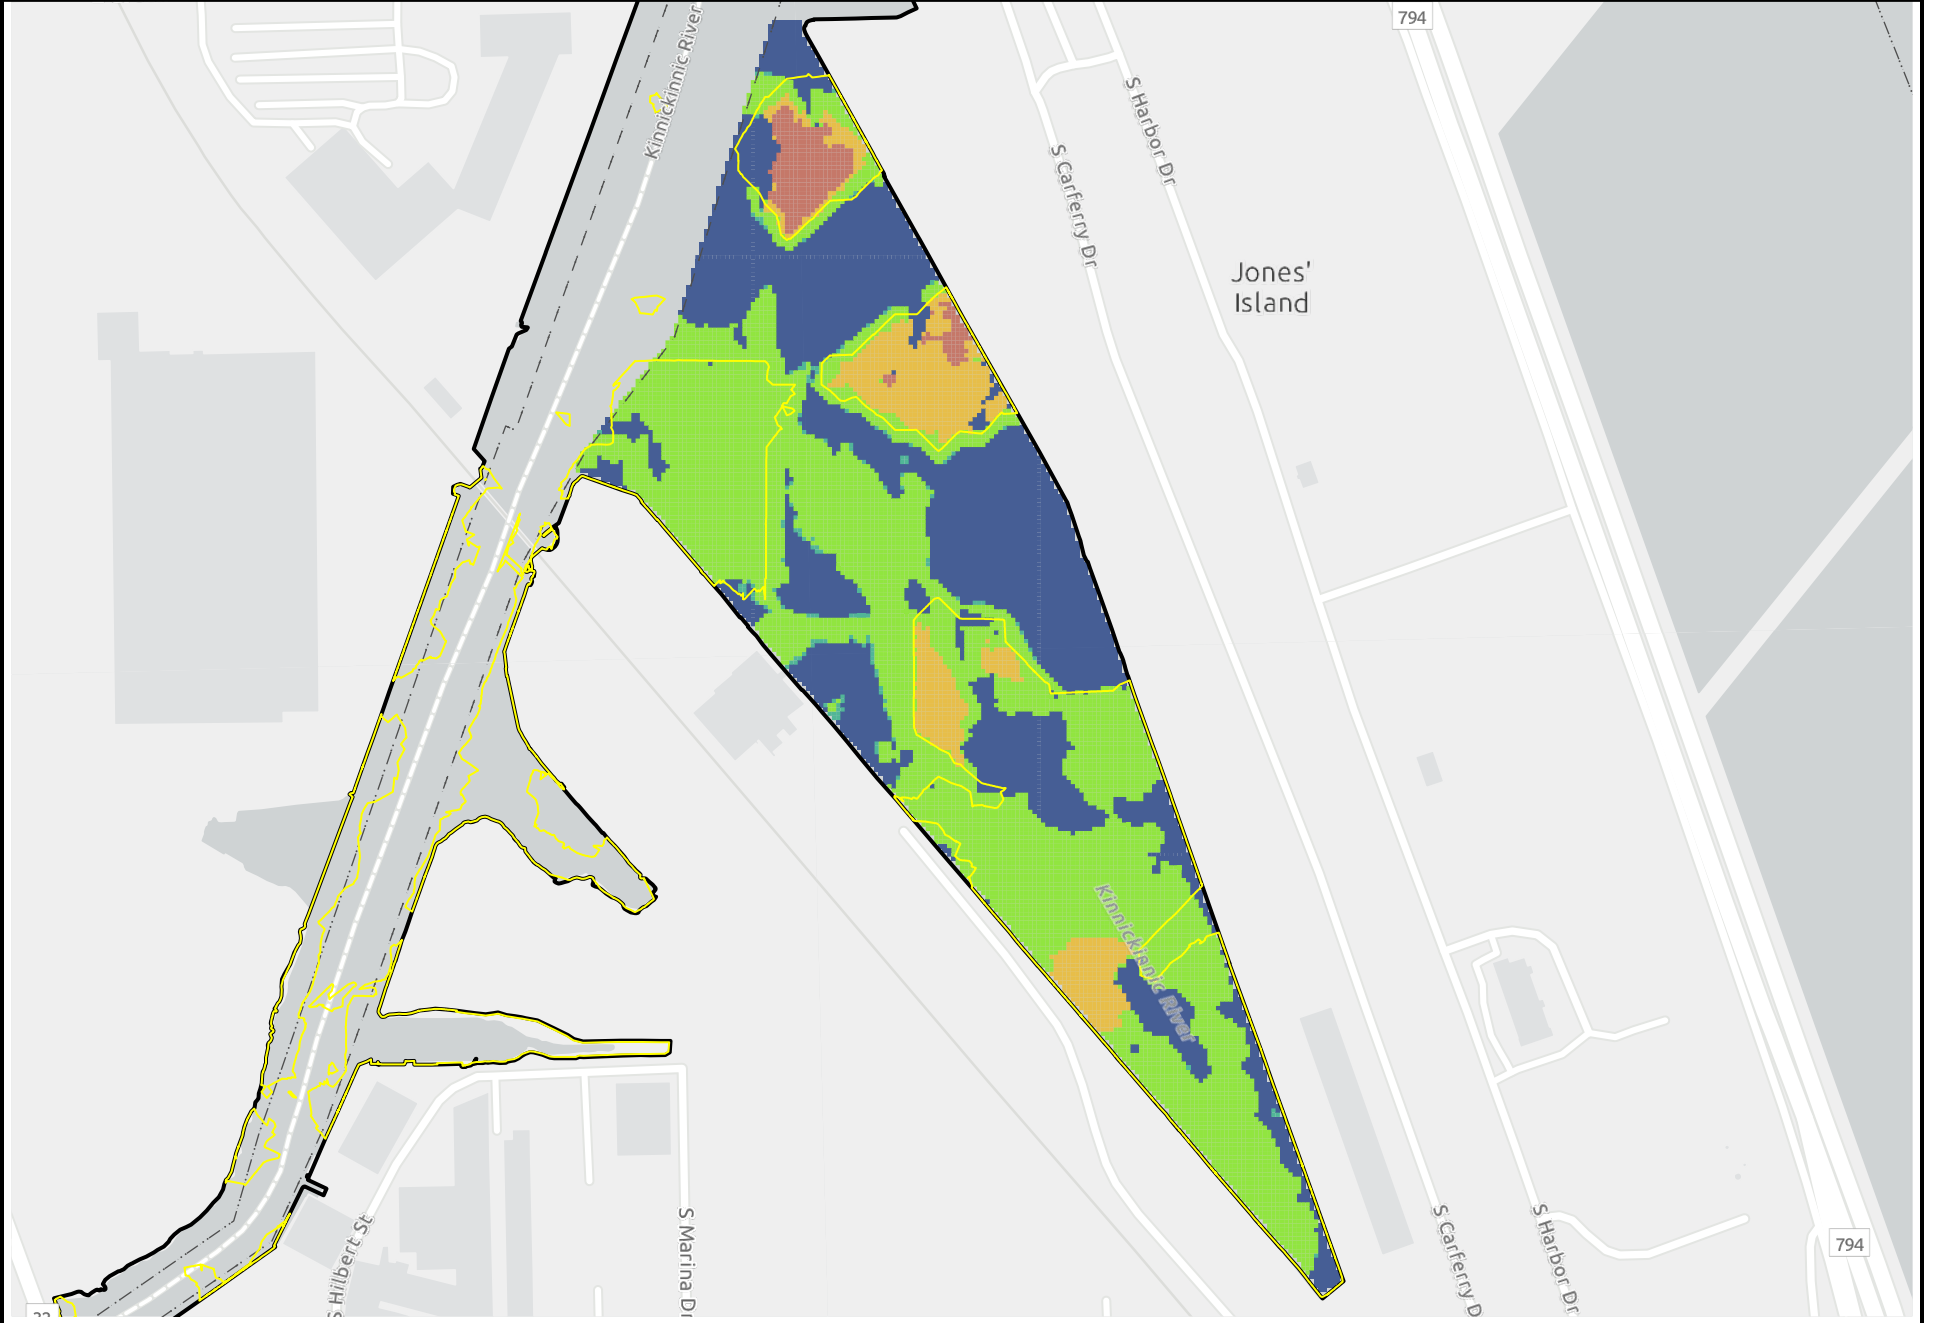 794
Kinnickinnic River
S Harbor Dr
S Carferry Dr
Jones'
Island
Kinnickinnic River
S Hilbert St
S Marina Dr
S Carferry D
S Harbor Dr
794